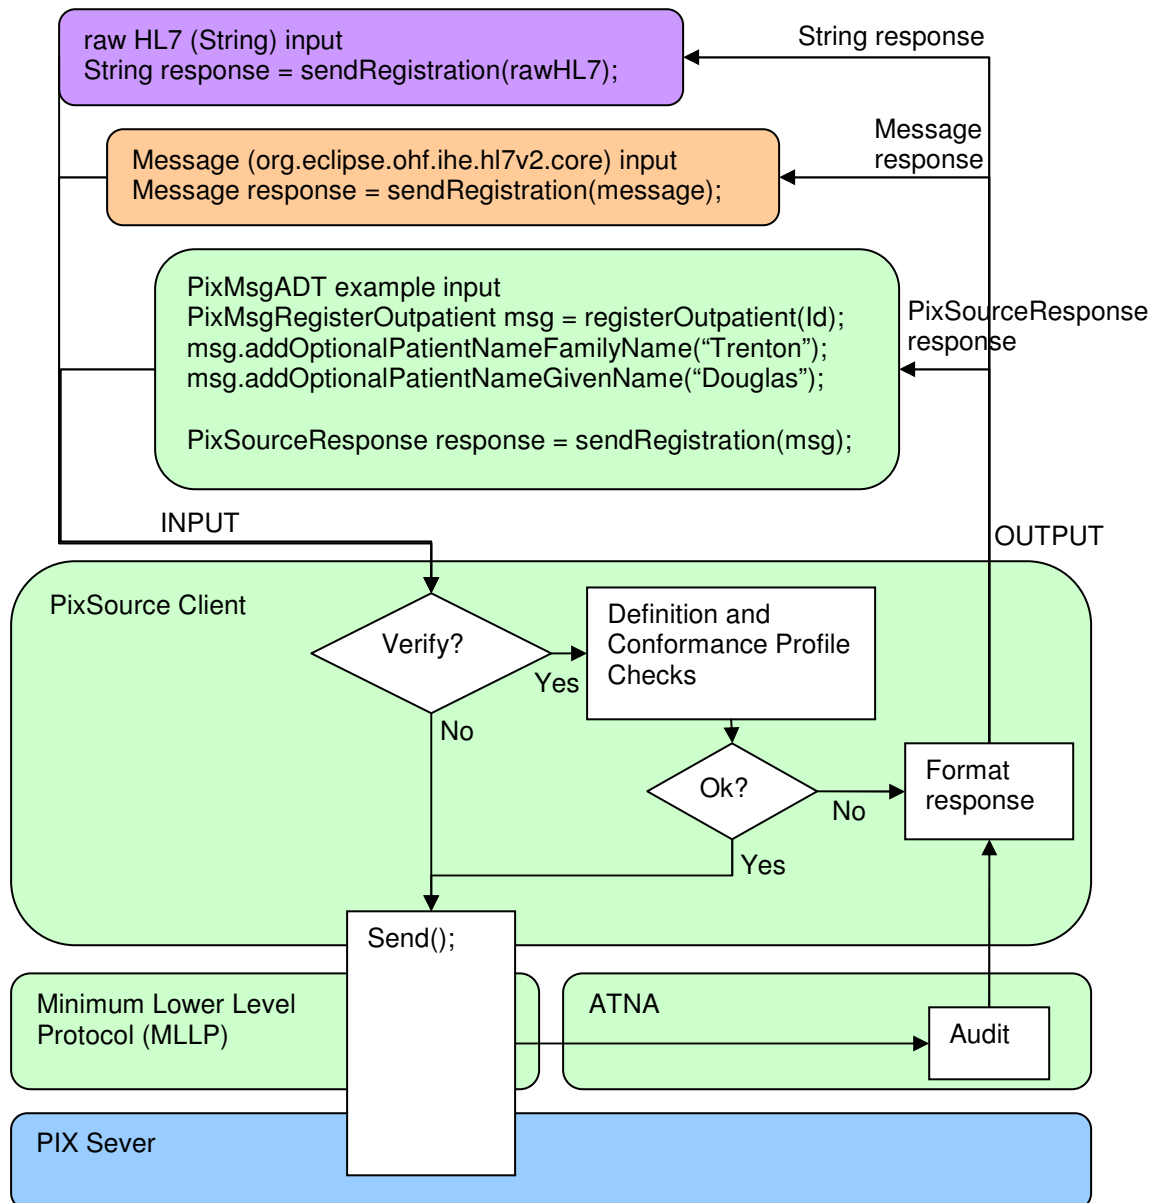 raw HL7 (String) input
String response = sendRegistration(rawHL7);
String response
Message (org.eclipse.ohf.ihe.hl7v2.core) input
Message response = sendRegistration(message);
Message
response
PixMsgADT example input
PixMsgRegisterOutpatient msg = registerOutpatient(Id);
msg.addOptionalPatientNameFamilyName(“Trenton”);
msg.addOptionalPatientNameGivenName(“Douglas”);
PixSourceResponse response = sendRegistration(msg);
PixSourceResponse
response
INPUT
OUTPUT
PixSource Client
Verify?
Yes
No
Definition and
Conformance Profile
Checks
Ok?
No
Yes
Format
response
Send();
Minimum Lower Level
Protocol (MLLP)
ATNA
Audit
PIX Sever